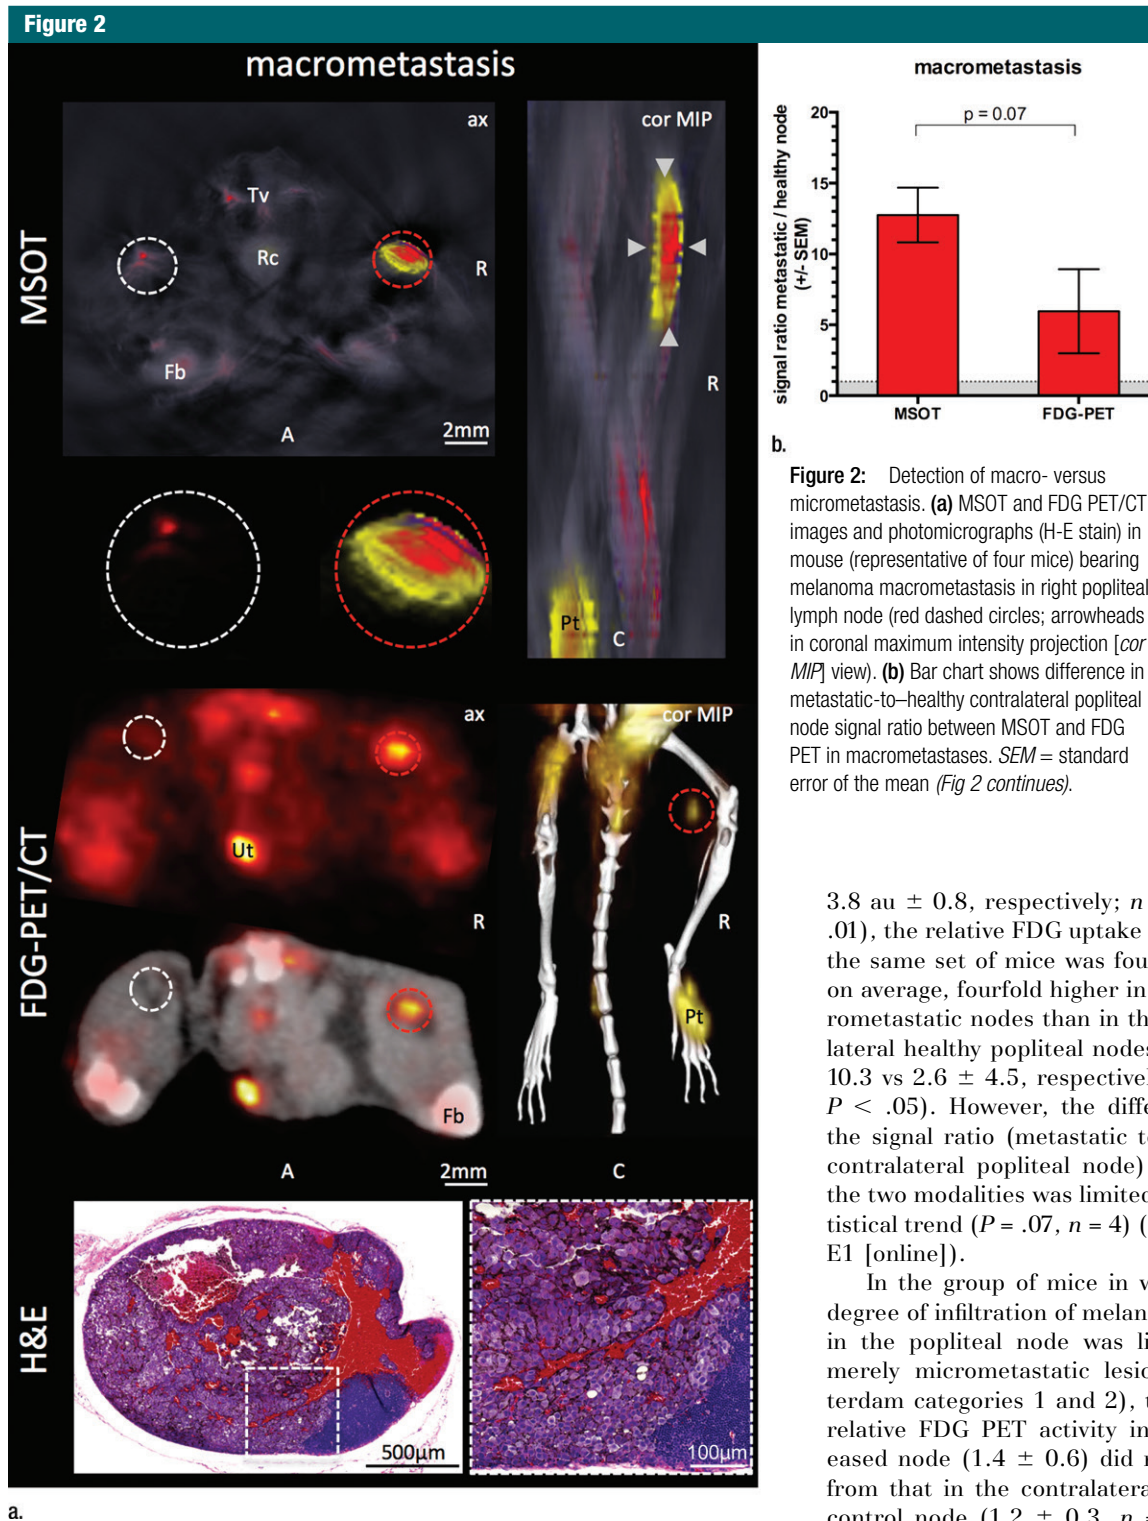 Figure 2
macrometastasis
MSOT
ax
Tv
Rc
R
Fb
A
2mm
cor MIP
R
Pt
C
FDG-PET/CT
ax
Ut
R
Fb
A
2mm
cor MIP
R
Pt
C
H&E
500µm
100µm
a.
macrometastasis
signal ratio metastatic / healthy node
(+/- SEM)
20
15
10
5
0
p = 0.07
MSOT
FDG-PET
b.
Figure 2: Detection of macro- versus
micrometastasis. (a) MSOT and FDG PET/CT
images and photomicrographs (H-E stain) in
mouse (representative of four mice) bearing
melanoma macrometastasis in right popliteal
lymph node (red dashed circles; arrowheads
in coronal maximum intensity projection [cor
MIP] view). (b) Bar chart shows difference in
metastatic-to–healthy contralateral popliteal
node signal ratio between MSOT and FDG
PET in macrometastases. SEM = standard
error of the mean (Fig 2 continues).
3.8 au ± 0.8, respectively; n
.01), the relative FDG uptake
the same set of mice was fou
on average, fourfold higher in
rometastatic nodes than in th
lateral healthy popliteal nodes
10.3 vs 2.6 ± 4.5, respectivel
P < .05). However, the diffe
the signal ratio (metastatic t
contralateral popliteal node)
the two modalities was limited
tistical trend (P = .07, n = 4) (
E1 [online]).
In the group of mice in w
degree of infiltration of melan
in the popliteal node was li
merely micrometastatic lesio
terdam categories 1 and 2), t
relative FDG PET activity in
eased node (1.4 ± 0.6) did n
from that in the contralatera
control node (1.2 ± 0.3, n =